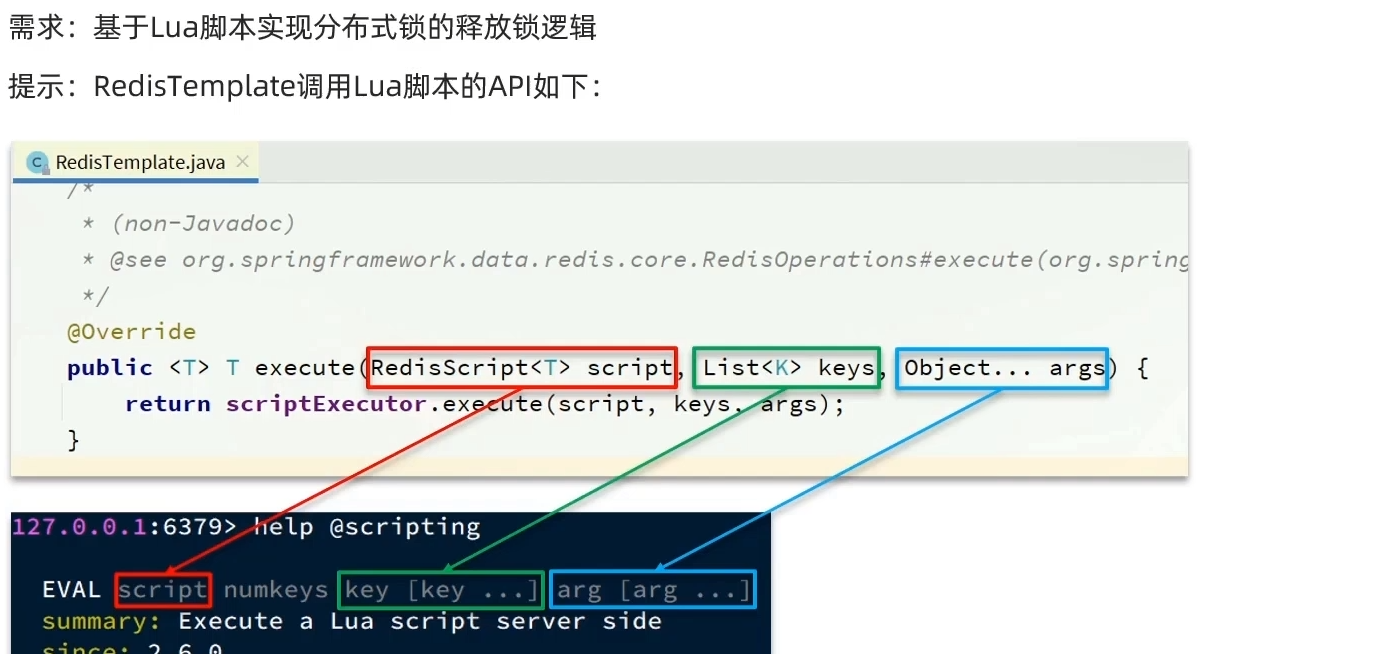 需求：基于Lua脚本实现分布式锁的释放锁逻辑
提示：RedisTemplate调用Lua脚本的API如下：
C RedisTemplate.java ×
/*
* (non-Javadoc)
* @see org.springframework.data.redis.core.RedisOperations#execute(org.spring
*/
@Override
public <T> T execute(RedisScript<T> script, List<K> keys, Object... args) {
return scriptExecutor.execute(script, keys, args);
}
127.0.0.1:6379> help @scripting
EVAL script numkeys key [key ...] arg [arg ...]
summary: Execute a Lua script server side
since: 2.6.0